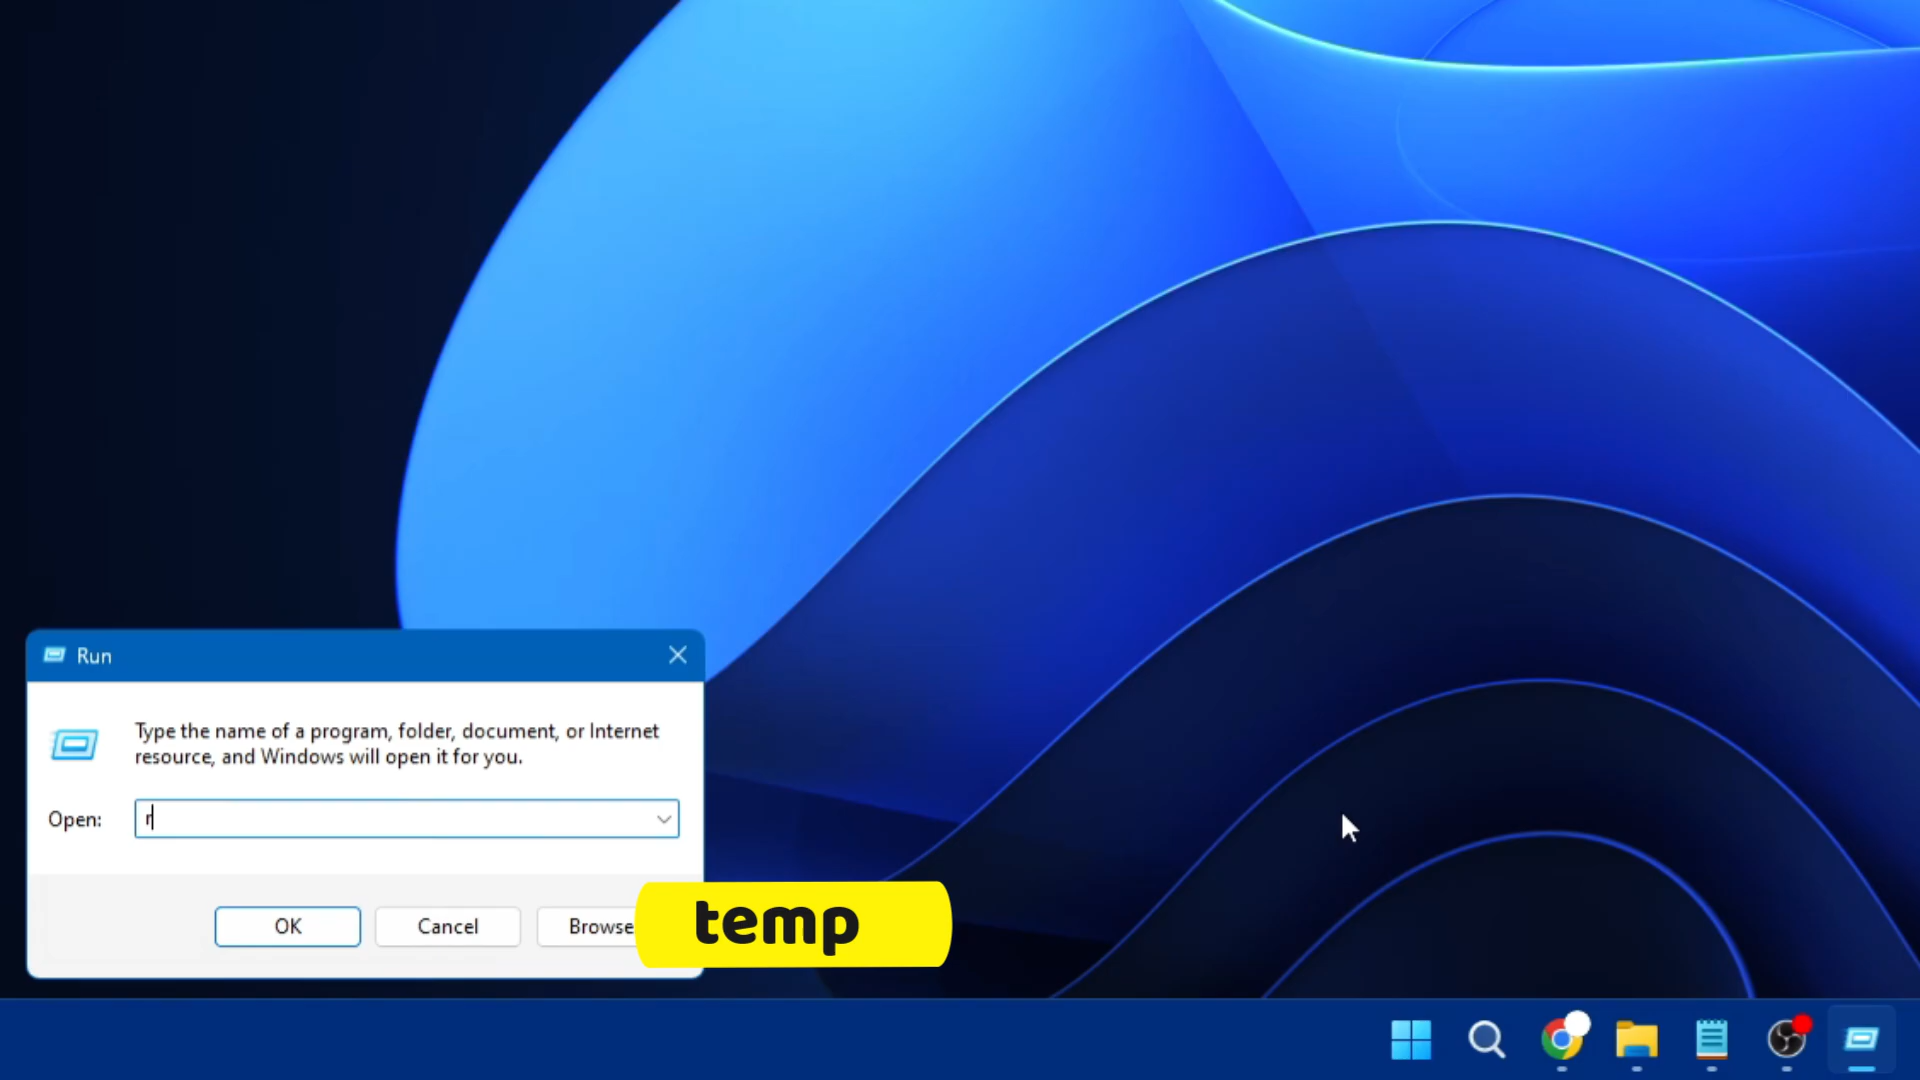 Run
Type the name of a program, folder, document, or Internet
resource, and Windows will open it for you.
Open: r
OK Cancel Browse
temp